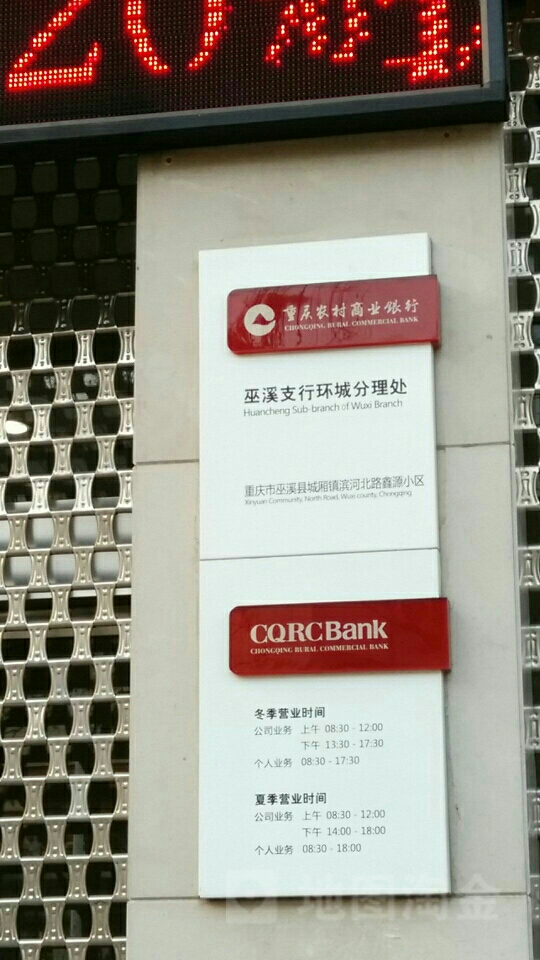 20
重庆农村商业银行
CHONGQING RURAL COMMERCIAL BANK
巫溪支行环城分理处
Huancheng Sub-branch of Wuxi Branch
重庆市巫溪县城厢镇滨河北路鑫源小区
Xinyuan Community, North Road, Wuxi county, Chongqing
CQRCBank
CHONGQING RURAL COMMERCIAL BANK
冬季营业时间
公司业务 上午 08:30 - 12:00
下午 13:30 - 17:30
个人业务 08:30 - 17:30
夏季营业时间
公司业务 上午 08:30 - 12:00
下午 14:00 - 18:00
个人业务 08:30 - 18:00
地图淘金